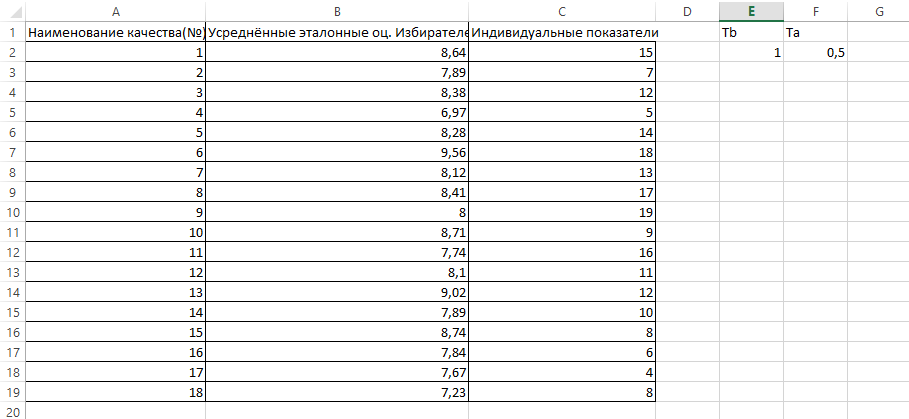 A B C D E F G
1 Наименование качества(№) Усреднённые эталонные оц. Избирателе Индивидуальные показатели Tb Ta
2 1 8,64 15 1 0,5
3 2 7,89 7
4 3 8,38 12
5 4 6,97 5
6 5 8,28 14
7 6 9,56 18
8 7 8,12 13
9 8 8,41 17
10 9 8 19
11 10 8,71 9
12 11 7,74 16
13 12 8,1 11
14 13 9,02 12
15 14 7,89 10
16 15 8,74 8
17 16 7,84 6
18 17 7,67 4
19 18 7,23 8
20